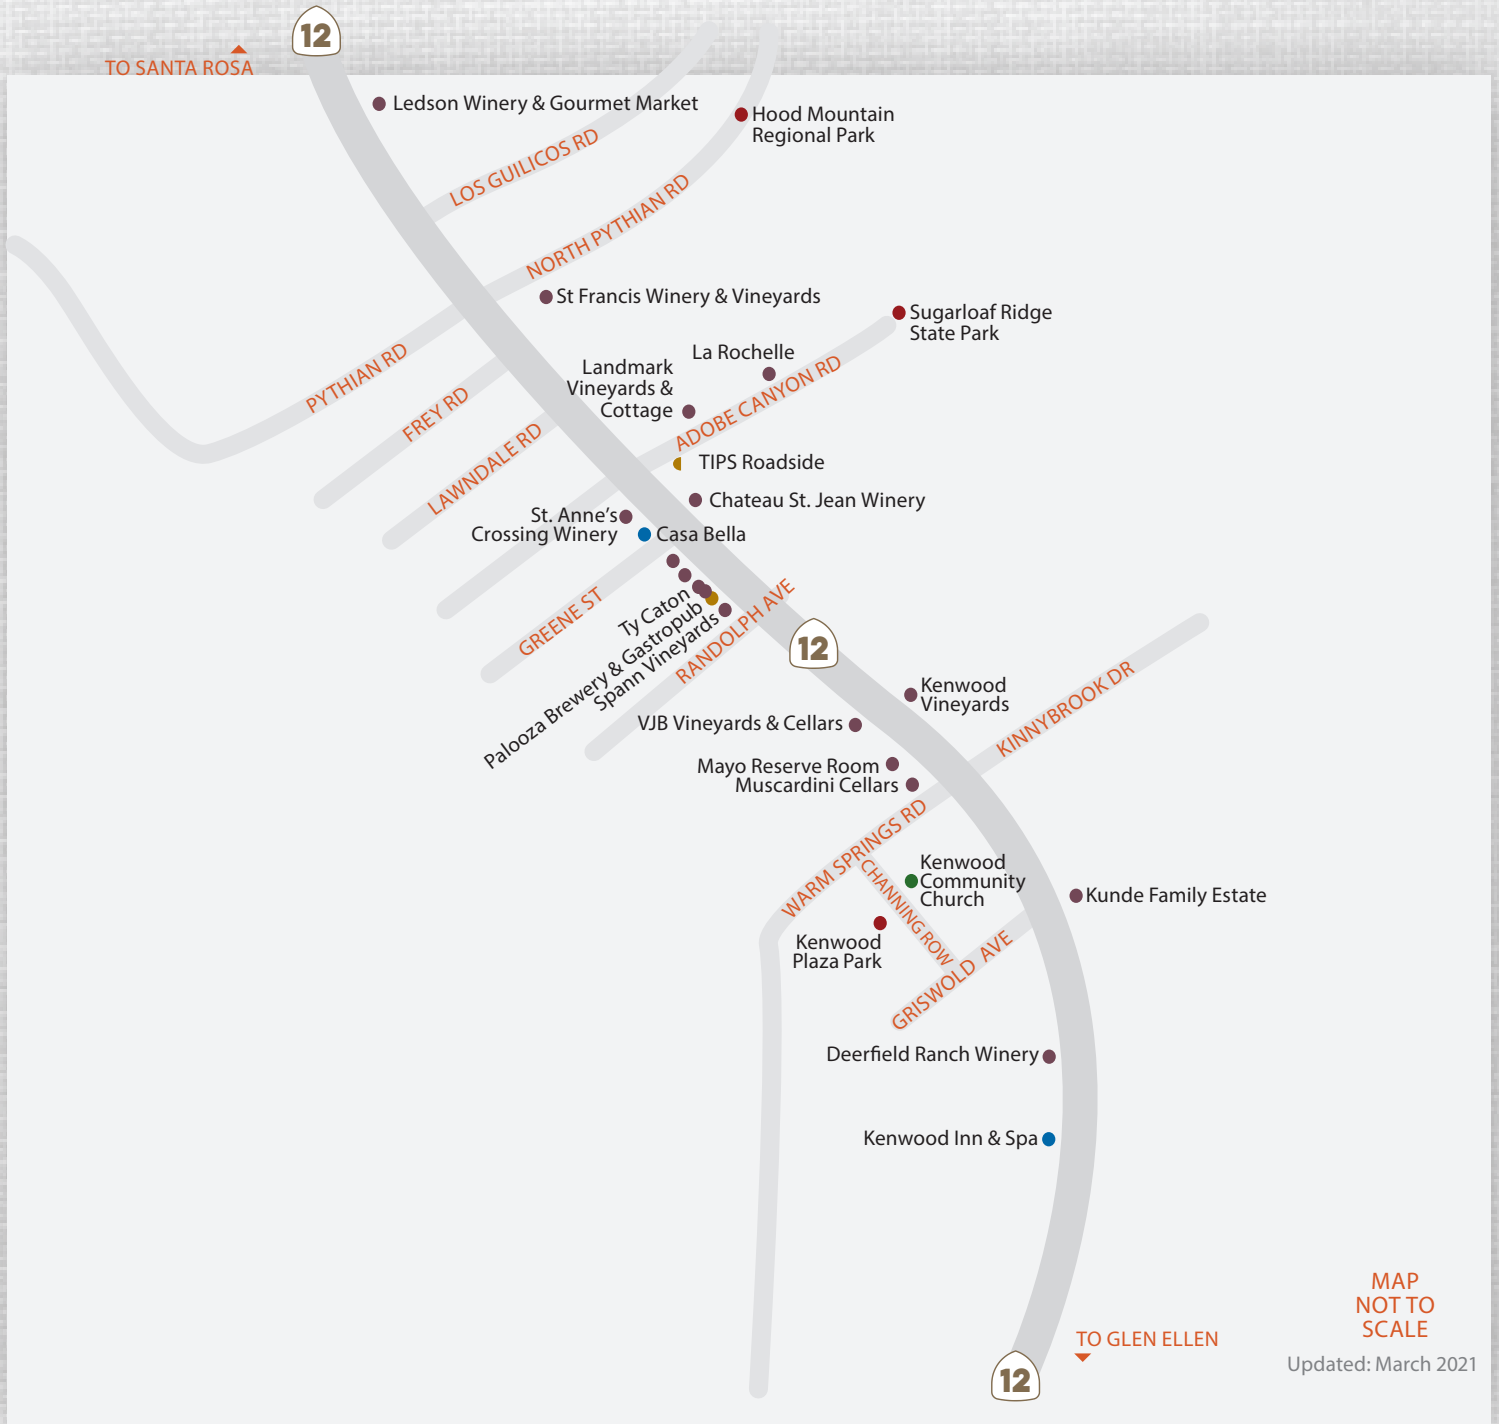 12
TO SANTA ROSA
Ledson Winery & Gourmet Market
Hood Mountain
Regional Park
LOS GUILICOS RD
NORTH PYTHIAN RD
St Francis Winery & Vineyards
Sugarloaf Ridge
State Park
PYTHIAN RD
La Rochelle
Landmark
Vineyards &
Cottage
ADOBE CANYON RD
FREY RD
LAWNDALE RD
TIPS Roadside
Chateau St. Jean Winery
St. Anne's
Crossing Winery
Casa Bella
GREENE ST
Ty Caton
Palooza Brewery & Gastropub
Spann Vineyards
RANDOLPH AVE
12
Kenwood
Vineyards
KINNYBROOK DR
VJB Vineyards & Cellars
Mayo Reserve Room
Muscardini Cellars
WARM SPRINGS RD
CHANNING ROW
Kenwood
Community
Church
Kunde Family Estate
Kenwood
Plaza Park
GRISWOLD AVE
Deerfield Ranch Winery
Kenwood Inn & Spa
MAP
NOT TO
SCALE
TO GLEN ELLEN
Updated: March 2021
12